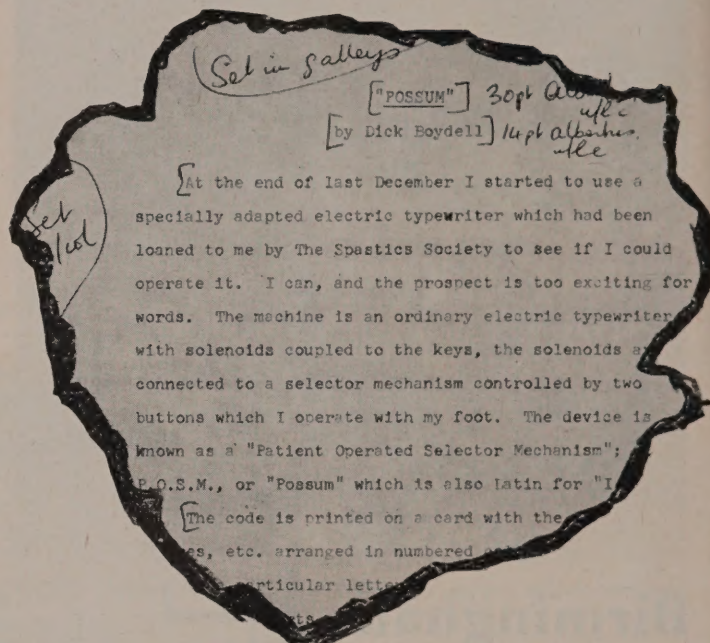 Set in galleys
["POSSUM"] 30pt
u/lc
[by Dick Boydell] 14pt albertus.
u/lc
Set
[At the end of last December I started to use a
specially adapted electric typewriter which had been
loaned to me by The Spastics Society to see if I could
operate it. I can, and the prospect is too exciting for
words. The machine is an ordinary electric typewriter
with solenoids coupled to the keys, the solenoids
connected to a selector mechanism controlled by two
buttons which I operate with my foot. The device is
known as a "Patient Operated Selector Mechanism";
P.O.S.M., or "Possum" which is also Latin for "I
[The code is printed on a card with the
etc. arranged in numbered
particular